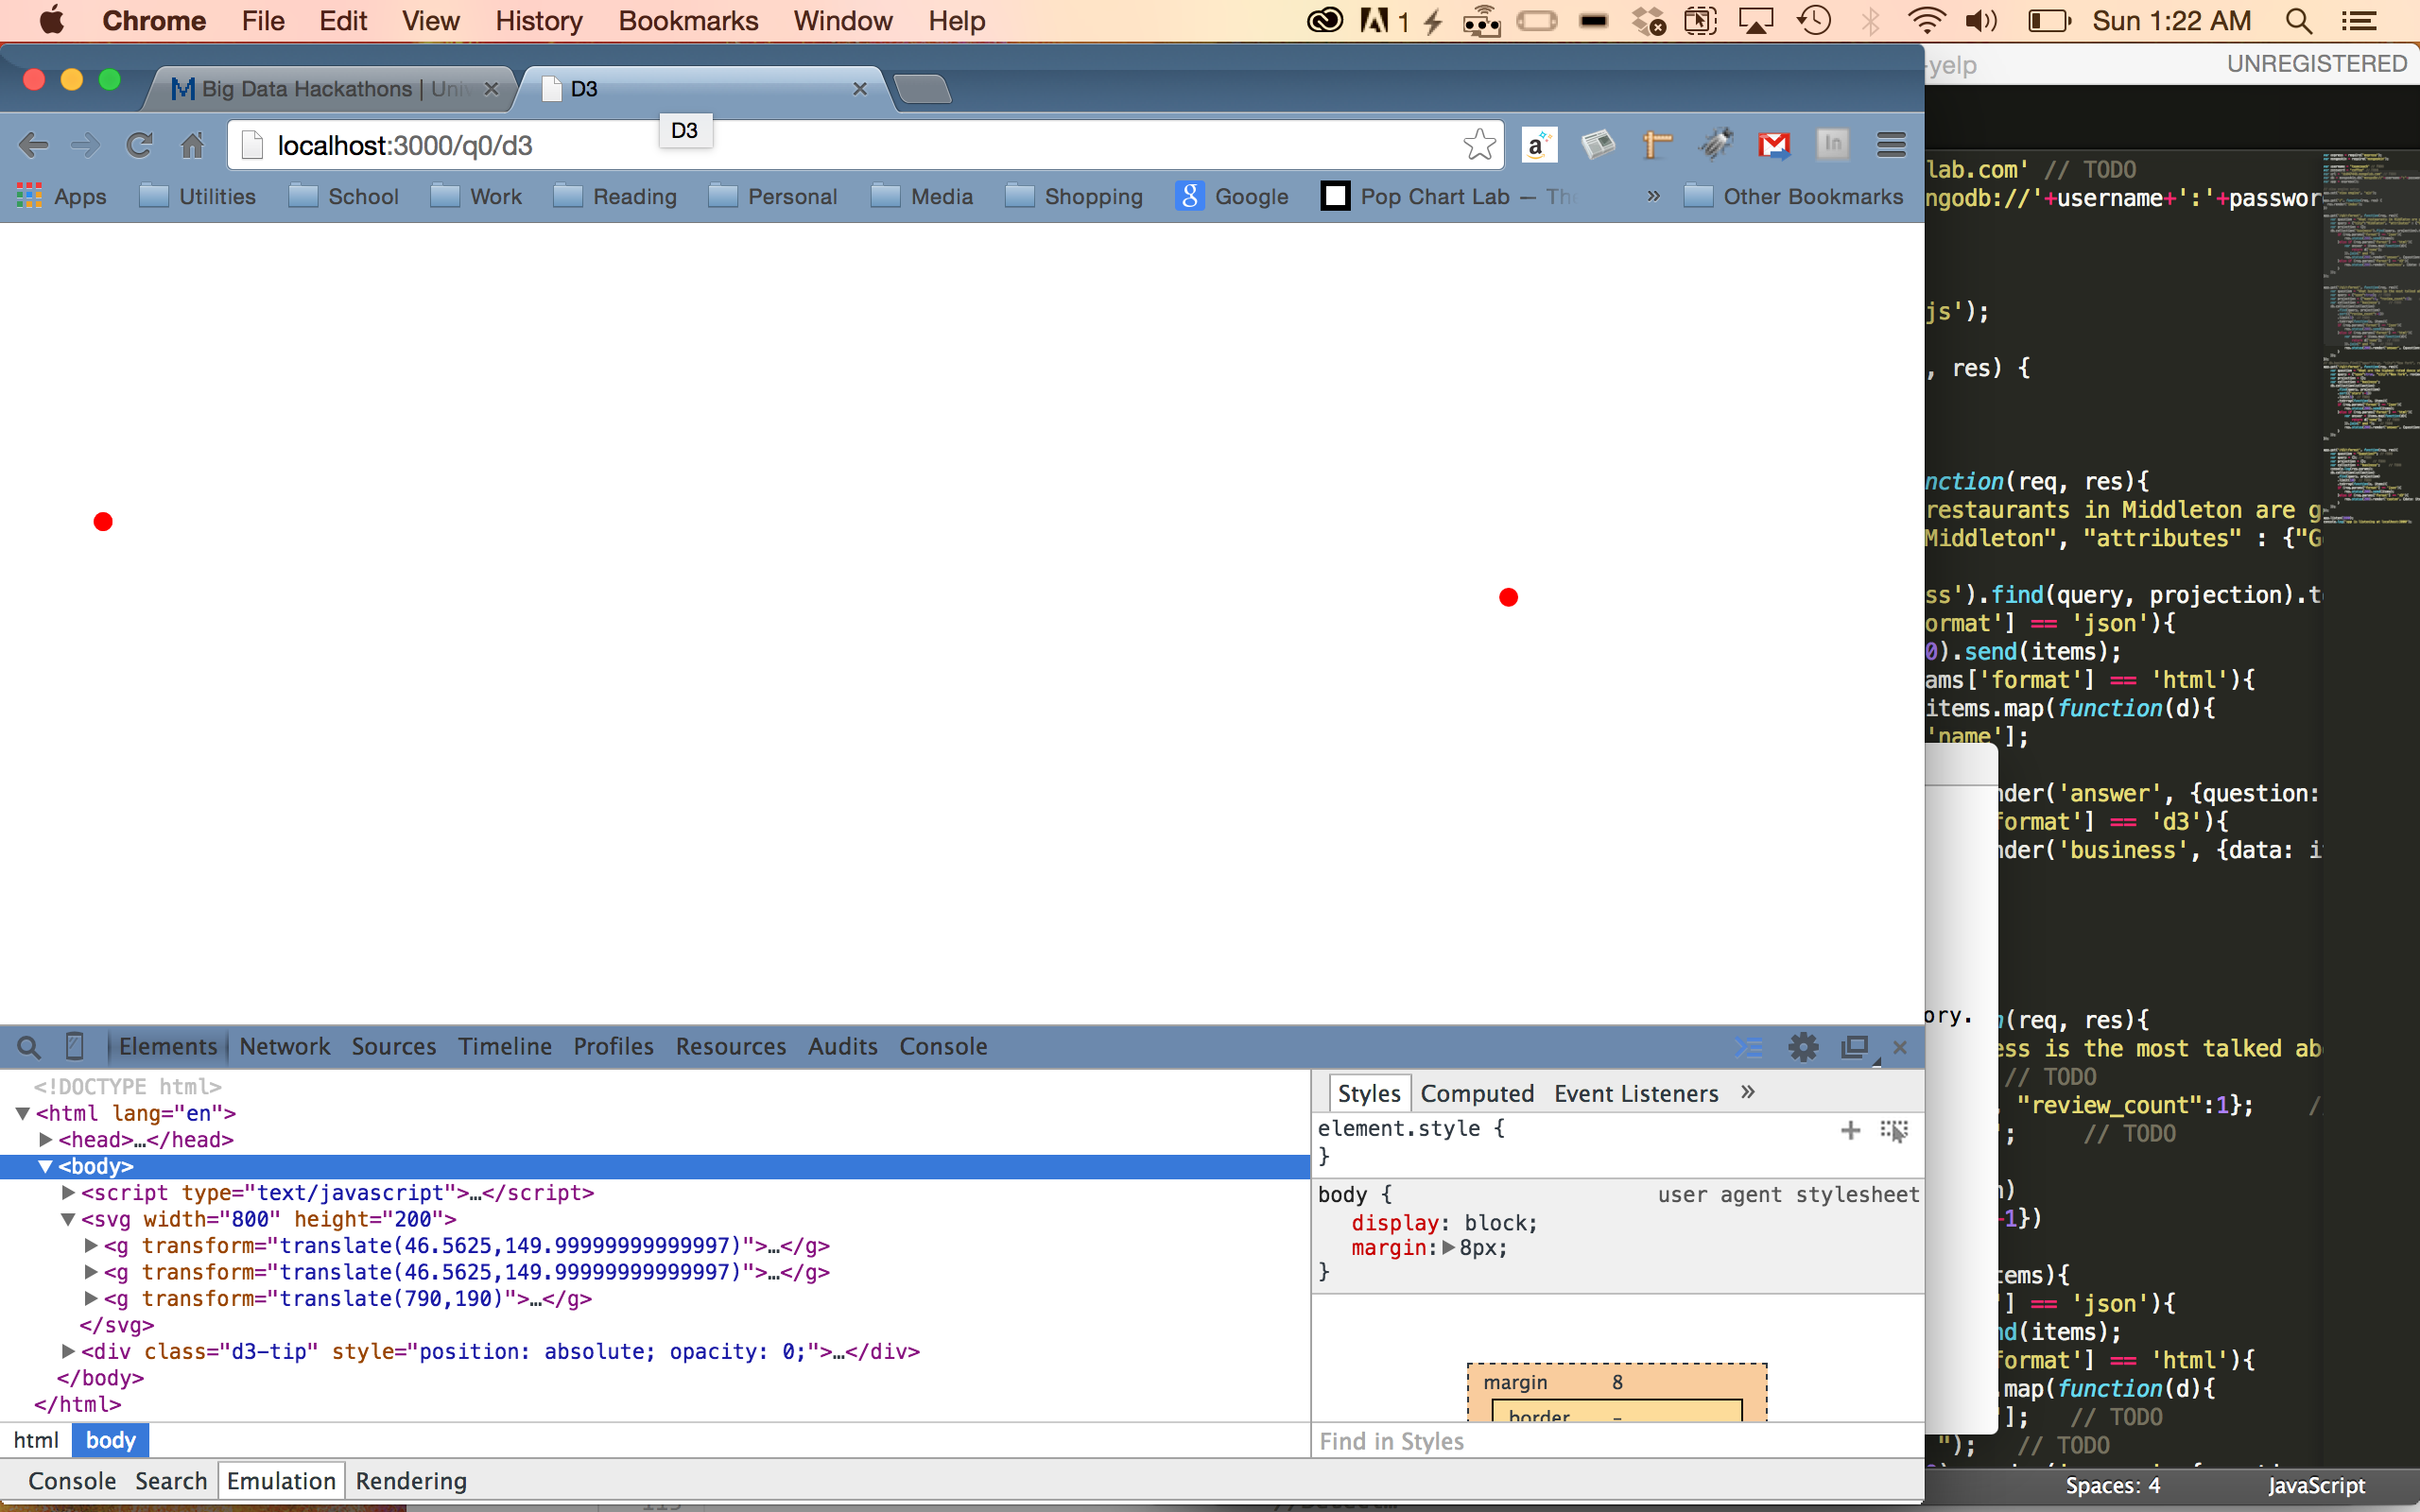 Chrome File Edit View History Bookmarks Window Help 1 Sun 1:22 AM
Big Data Hackathons | Univ
D3
-yelp UNREGISTERED
localhost:3000/q0/d3
D3
Apps Utilities School Work Reading Personal Media Shopping Google Pop Chart Lab — The » Other Bookmarks
lab.com' // TODO
ngodb://'+username+':'+passwor
js');
, res) {
nction(req, res){
restaurants in Middleton are g
Middleton", "attributes" : {"G
ss').find(query, projection).t
ormat'] == 'json'){
0).send(items);
ams['format'] == 'html'){
items.map(function(d){
'name'];
nder('answer', {question:
format'] == 'd3'){
nder('business', {data: i
ory.
n(req, res){
ess is the most talked ab
// TODO
, "review_count":1}; /
'; // TODO
n)
-1})
tems){
'] == 'json'){
nd(items);
format'] == 'html'){
.map(function(d){
']; // TODO
"); // TODO
Spaces: 4 JavaScript
Elements Network Sources Timeline Profiles Resources Audits Console
<!DOCTYPE html>
<html lang="en">
<head>…</head>
<body>
<script type="text/javascript">…</script>
<svg width="800" height="200">
<g transform="translate(46.5625,149.99999999999997)">…</g>
<g transform="translate(46.5625,149.99999999999997)">…</g>
<g transform="translate(790,190)">…</g>
</svg>
<div class="d3-tip" style="position: absolute; opacity: 0;">…</div>
</body>
</html>
html body
Styles Computed Event Listeners »
element.style {
}
body { user agent stylesheet
display: block;
margin: 8px;
}
margin 8
border -
Find in Styles
Console Search Emulation Rendering